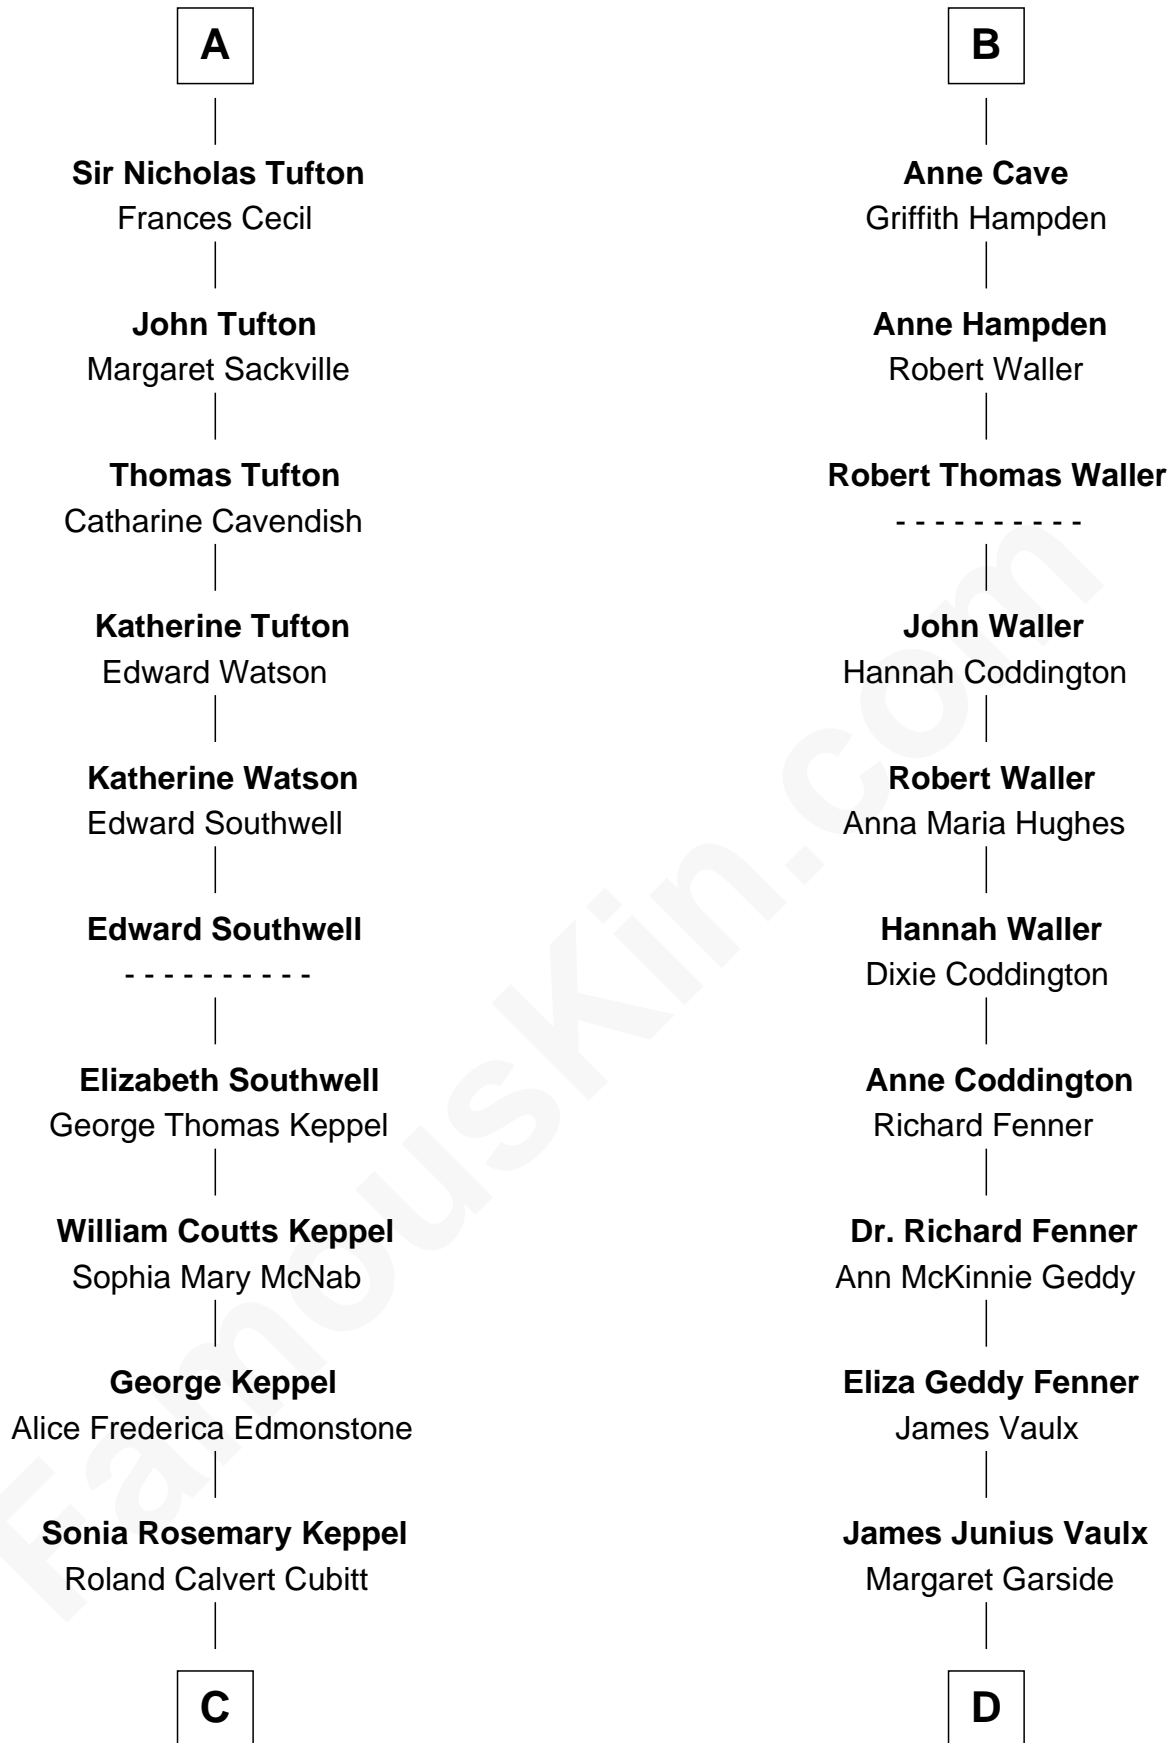 A
Sir Nicholas Tufton
Frances Cecil
John Tufton
Margaret Sackville
Thomas Tufton
Catharine Cavendish
Katherine Tufton
Edward Watson
Katherine Watson
Edward Southwell
Edward Southwell
- - - - - - - - - -
Elizabeth Southwell
George Thomas Keppel
William Coutts Keppel
Sophia Mary McNab
George Keppel
Alice Frederica Edmonstone
Sonia Rosemary Keppel
Roland Calvert Cubitt
C
B
Anne Cave
Griffith Hampden
Anne Hampden
Robert Waller
Robert Thomas Waller
- - - - - - - - - -
John Waller
Hannah Coddington
Robert Waller
Anna Maria Hughes
Hannah Waller
Dixie Coddington
Anne Coddington
Richard Fenner
Dr. Richard Fenner
Ann McKinnie Geddy
Eliza Geddy Fenner
James Vaulx
James Junius Vaulx
Margaret Garside
D
FamousKin.com